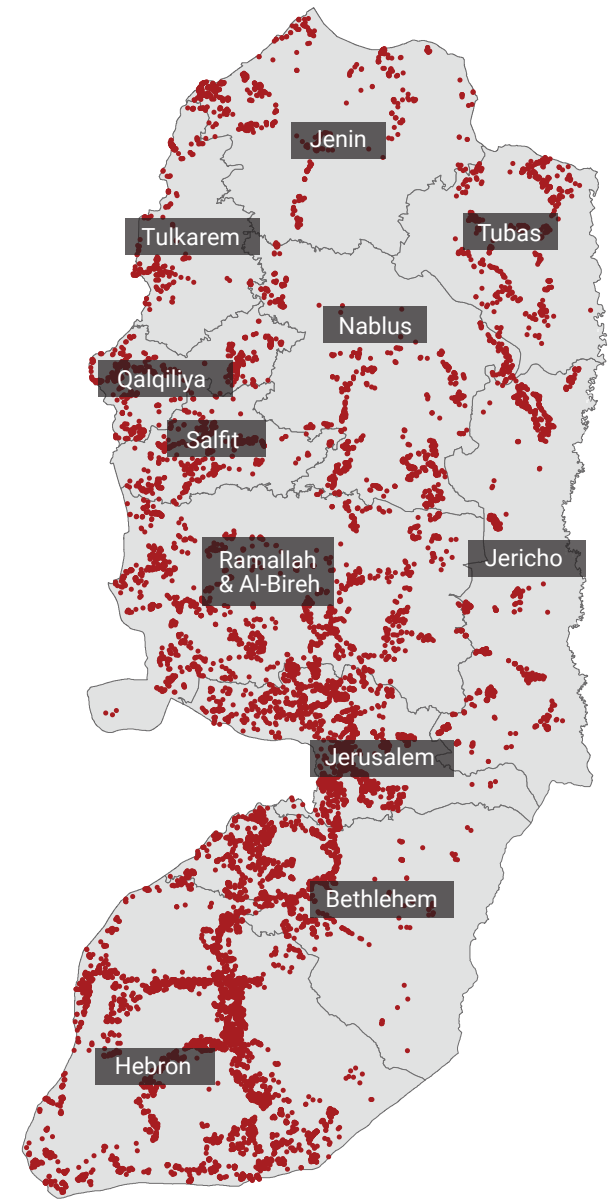 Jenin
Tulkarem
Tubas
Nablus
Qalqiliya
Salfit
Ramallah
& Al-Bireh
Jericho
Jerusalem
Bethlehem
Hebron